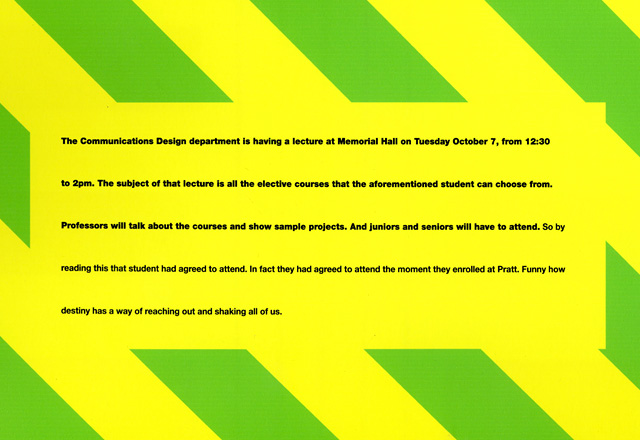 The Communications Design department is having a lecture at Memorial Hall on Tuesday October 7, from 12:30
to 2pm. The subject of that lecture is all the elective courses that the aforementioned student can choose from.
Professors will talk about the courses and show sample projects. And juniors and seniors will have to attend. So by
reading this that student had agreed to attend. In fact they had agreed to attend the moment they enrolled at Pratt. Funny how
destiny has a way of reaching out and shaking all of us.